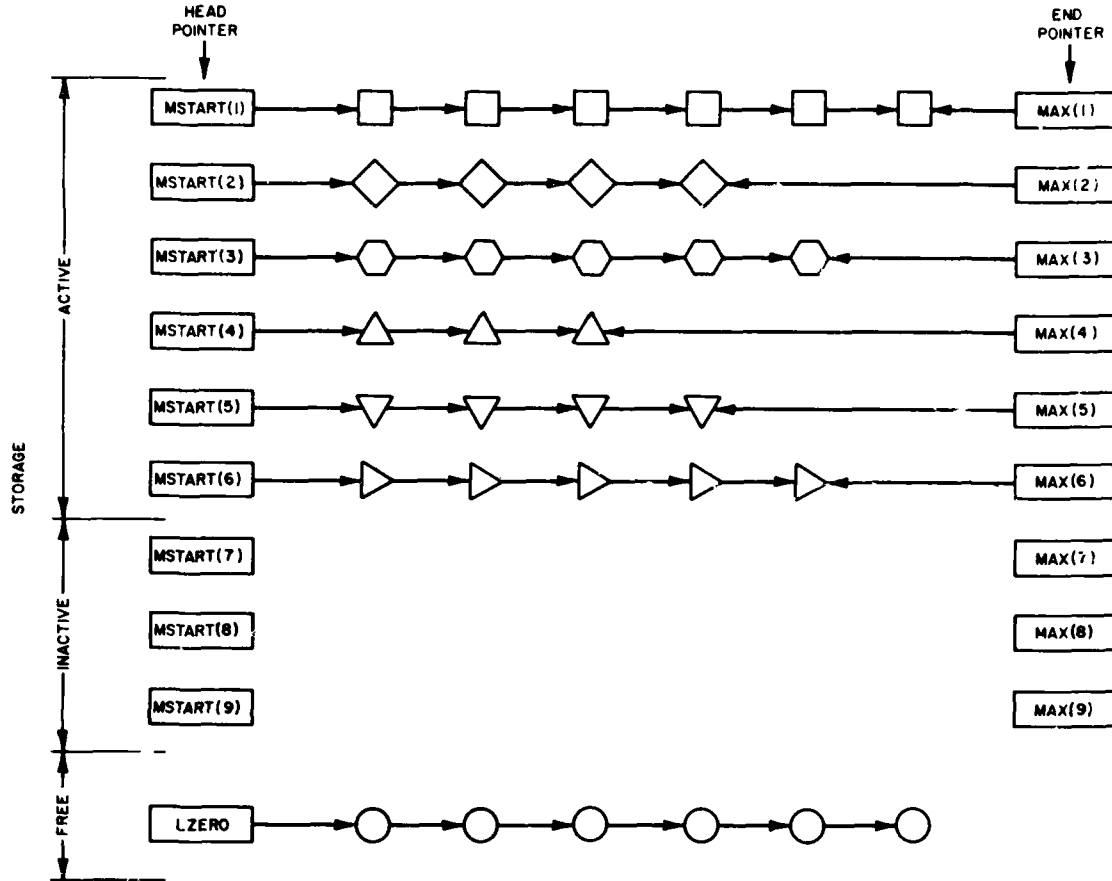 HEAD
POINTER
END
POINTER
MSTART(1)
MAX(1)
MSTART(2)
MAX(2)
MSTART(3)
MAX(3)
MSTART(4)
MAX(4)
MSTART(5)
MAX(5)
MSTART(6)
MAX(6)
MSTART(7)
MAX(7)
MSTART(8)
MAX(8)
MSTART(9)
MAX(9)
LZERO
STORAGE
ACTIVE
INACTIVE
FREE